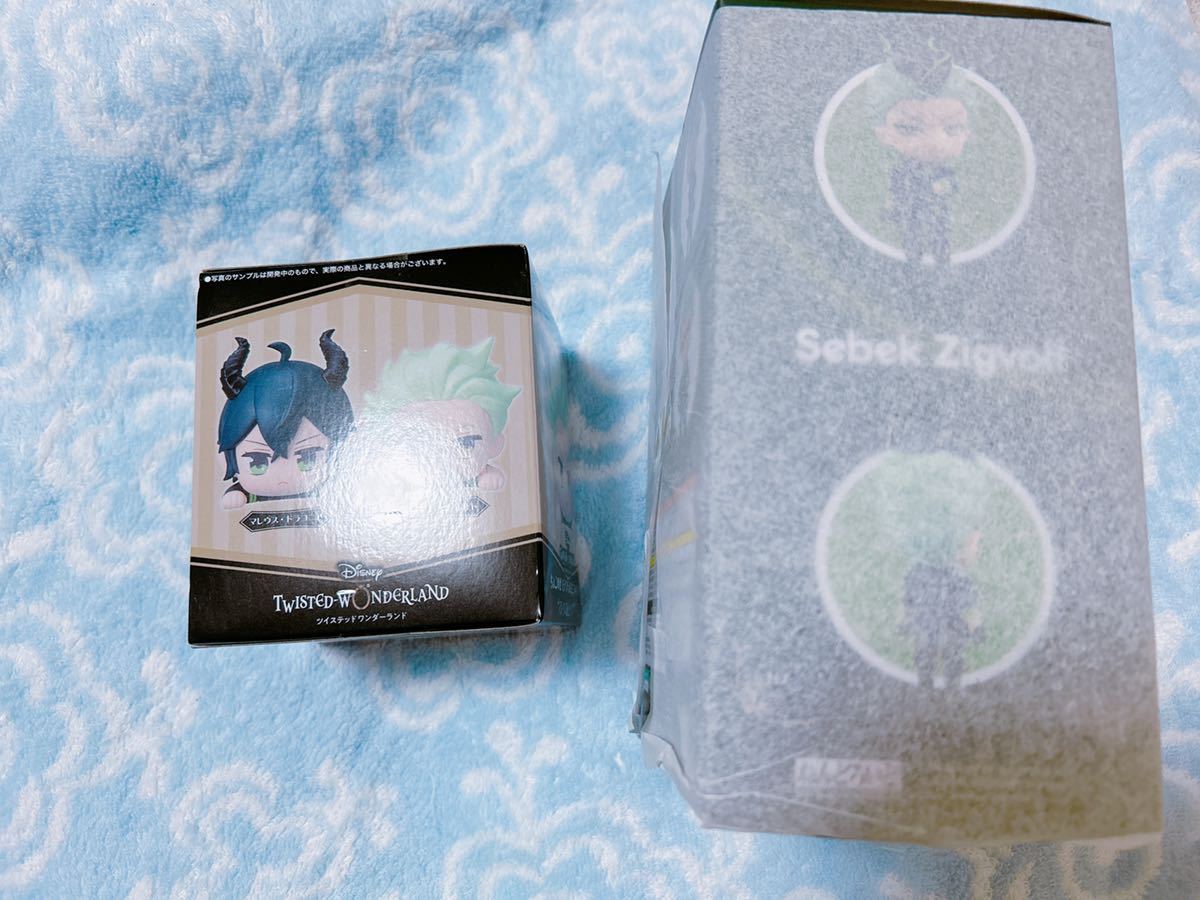 ●写真のサンプルは開発中のもので、実際の商品と異なる場合がございます。
マレウス・ドラコ
Disney
TWISTED-WONDERLAND
ツイステッドワンダーランド
Sebek Zigvolt